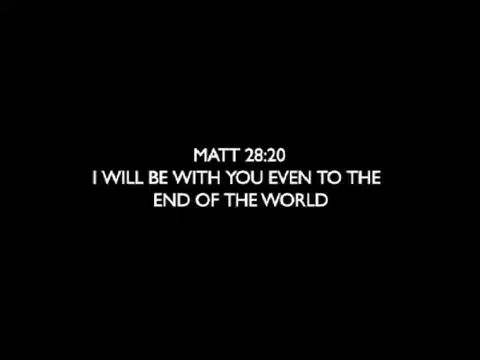 MATT 28:20
I WILL BE WITH YOU EVEN TO THE
END OF THE WORLD